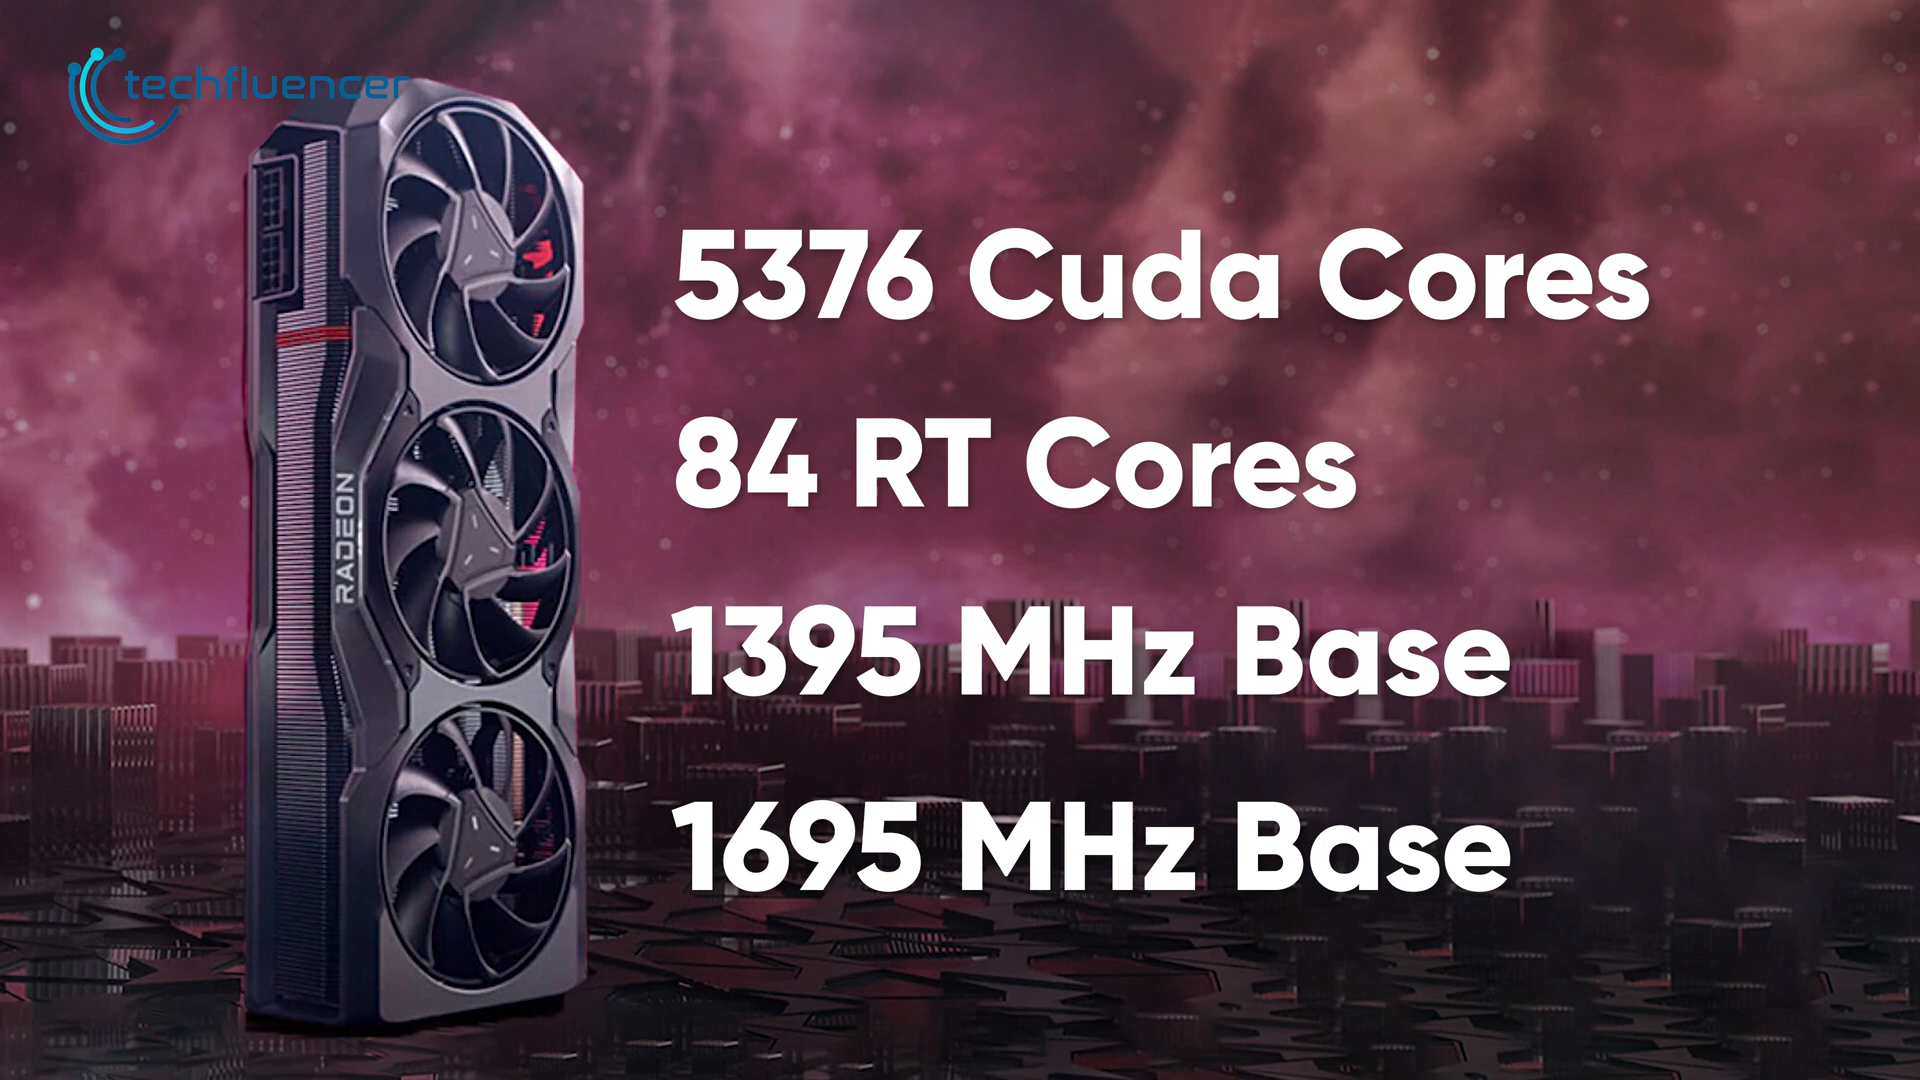 techfluencer
RADEON
5376 Cuda Cores
84 RT Cores
1395 MHz Base
1695 MHz Base